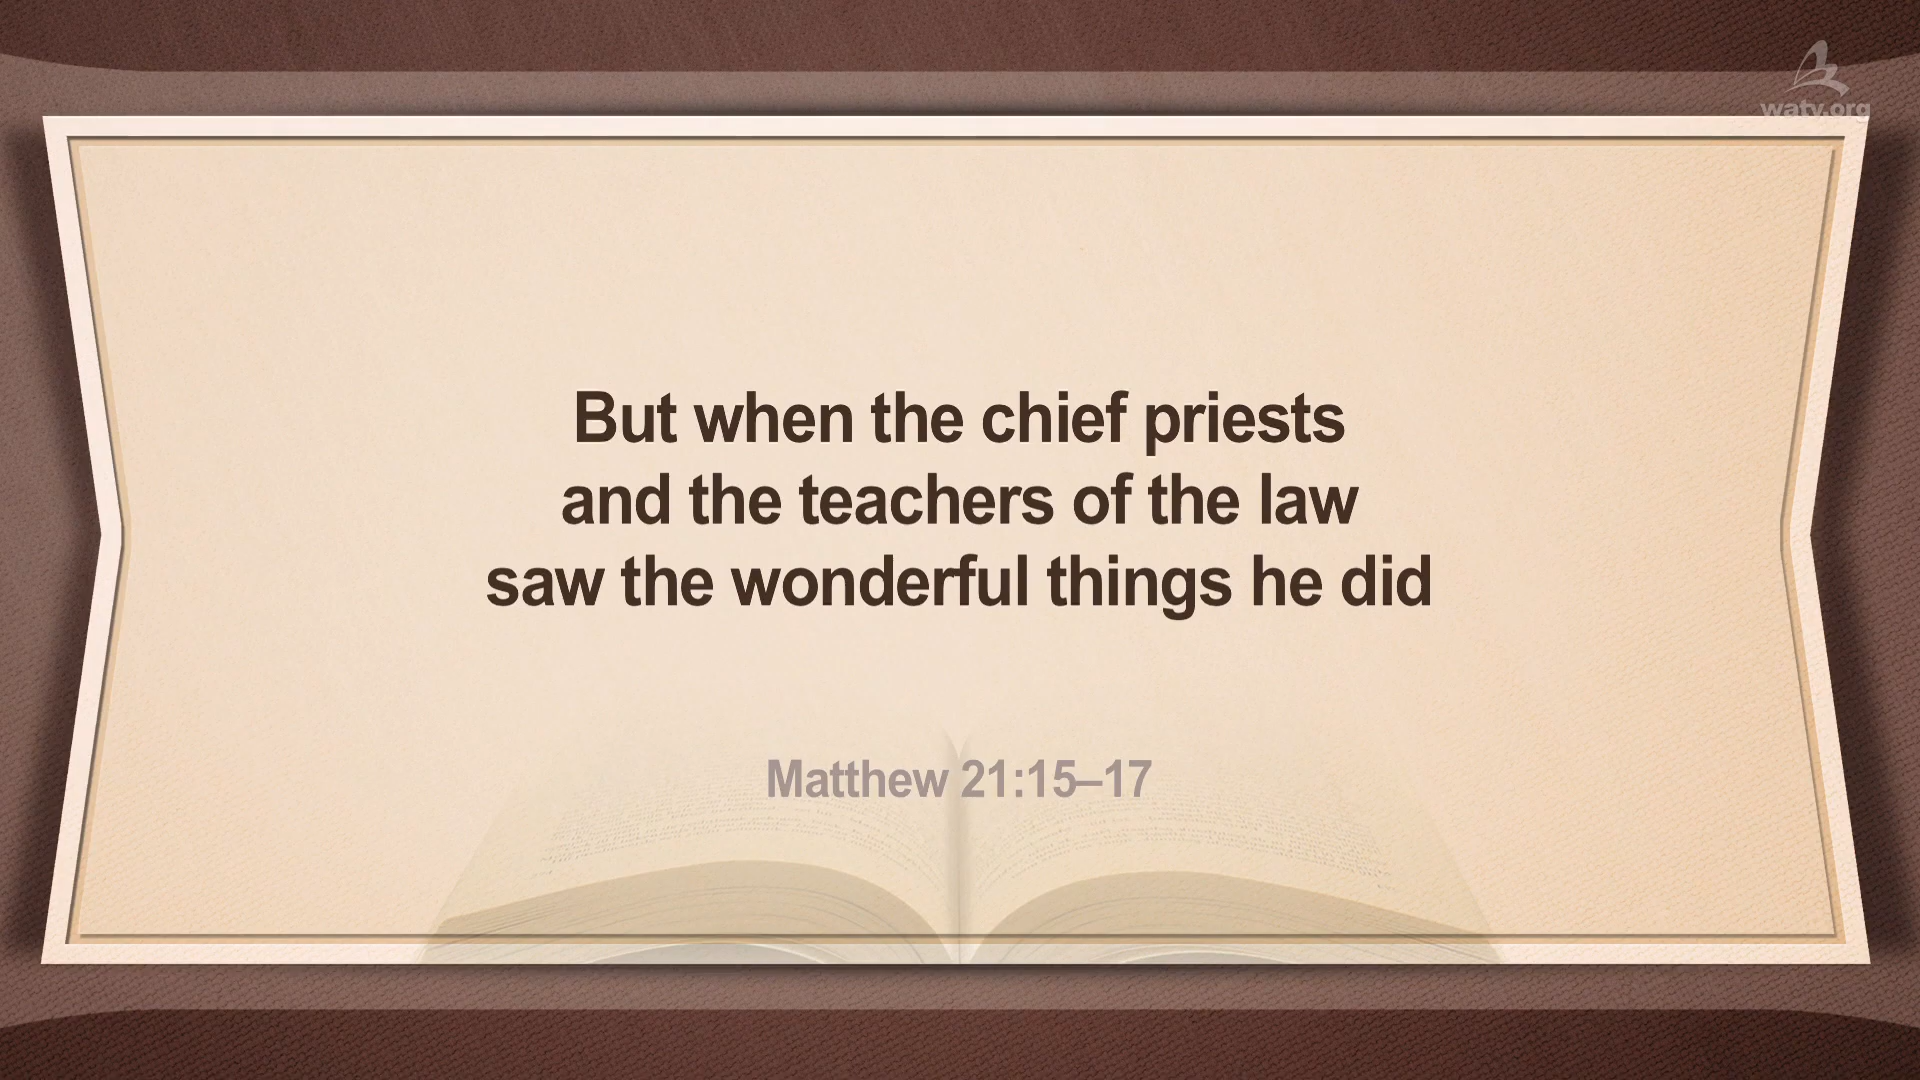 watv.org
But when the chief priests
and the teachers of the law
saw the wonderful things he did
Matthew 21:15–17